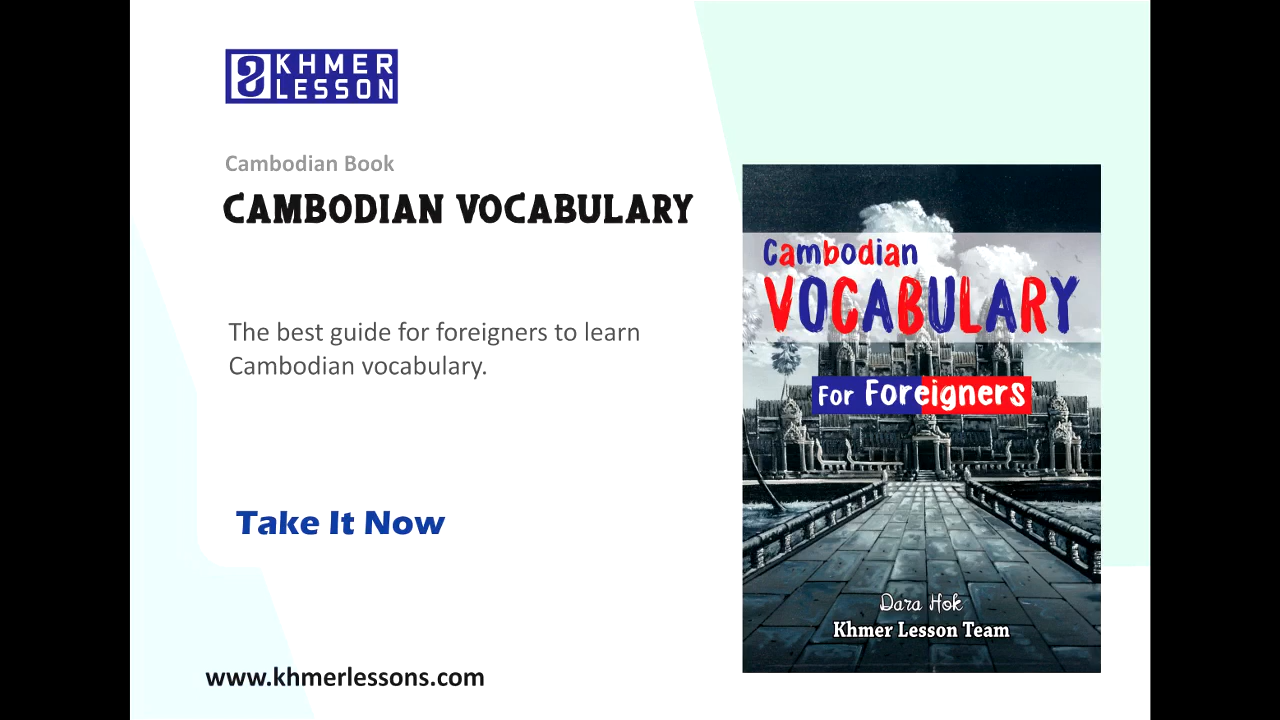 KHMER
LESSON
Cambodian Book
CAMBODIAN VOCABULARY
The best guide for foreigners to learn
Cambodian vocabulary.
Take It Now
www.khmerlessons.com
Cambodian
VOCABULARY
For Foreigners
Dara Hok
Khmer Lesson Team